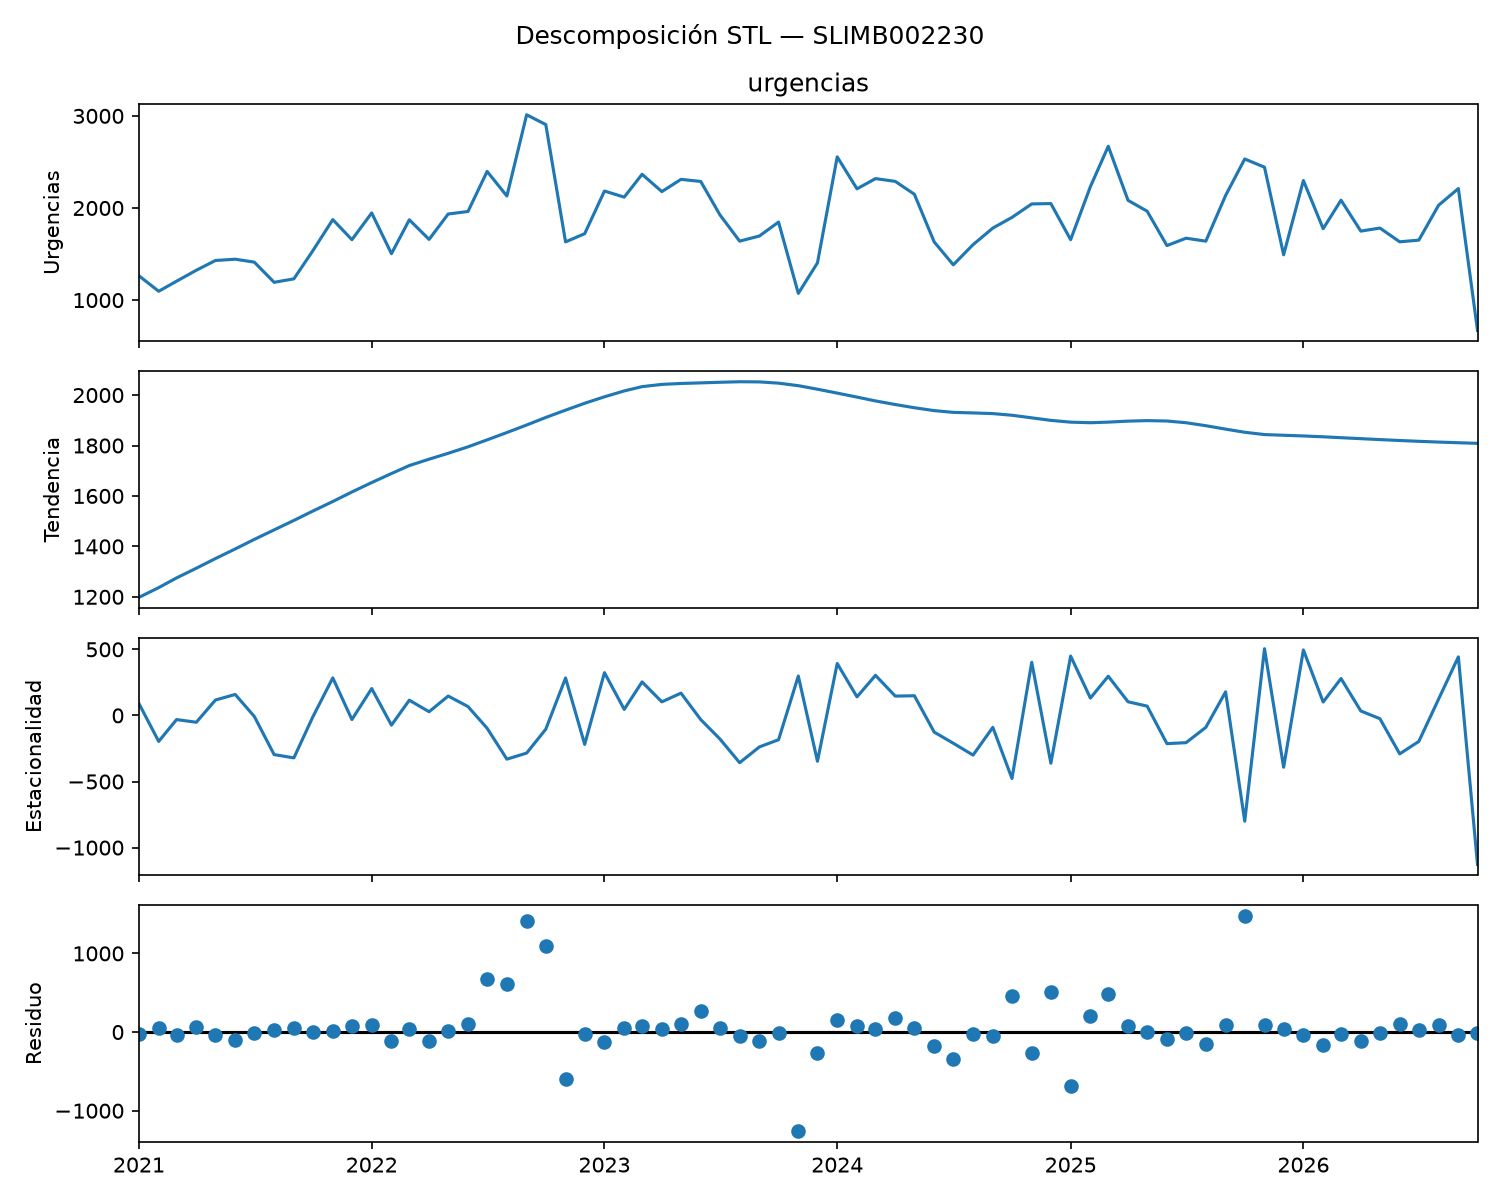 Descomposición STL — SLIMB002230
urgencias
Urgencias
3000
2000
1000
Tendencia
2000
1800
1600
1400
1200
Estacionalidad
500
0
−500
−1000
Residuo
1000
0
−1000
2021 2022 2023 2024 2025 2026